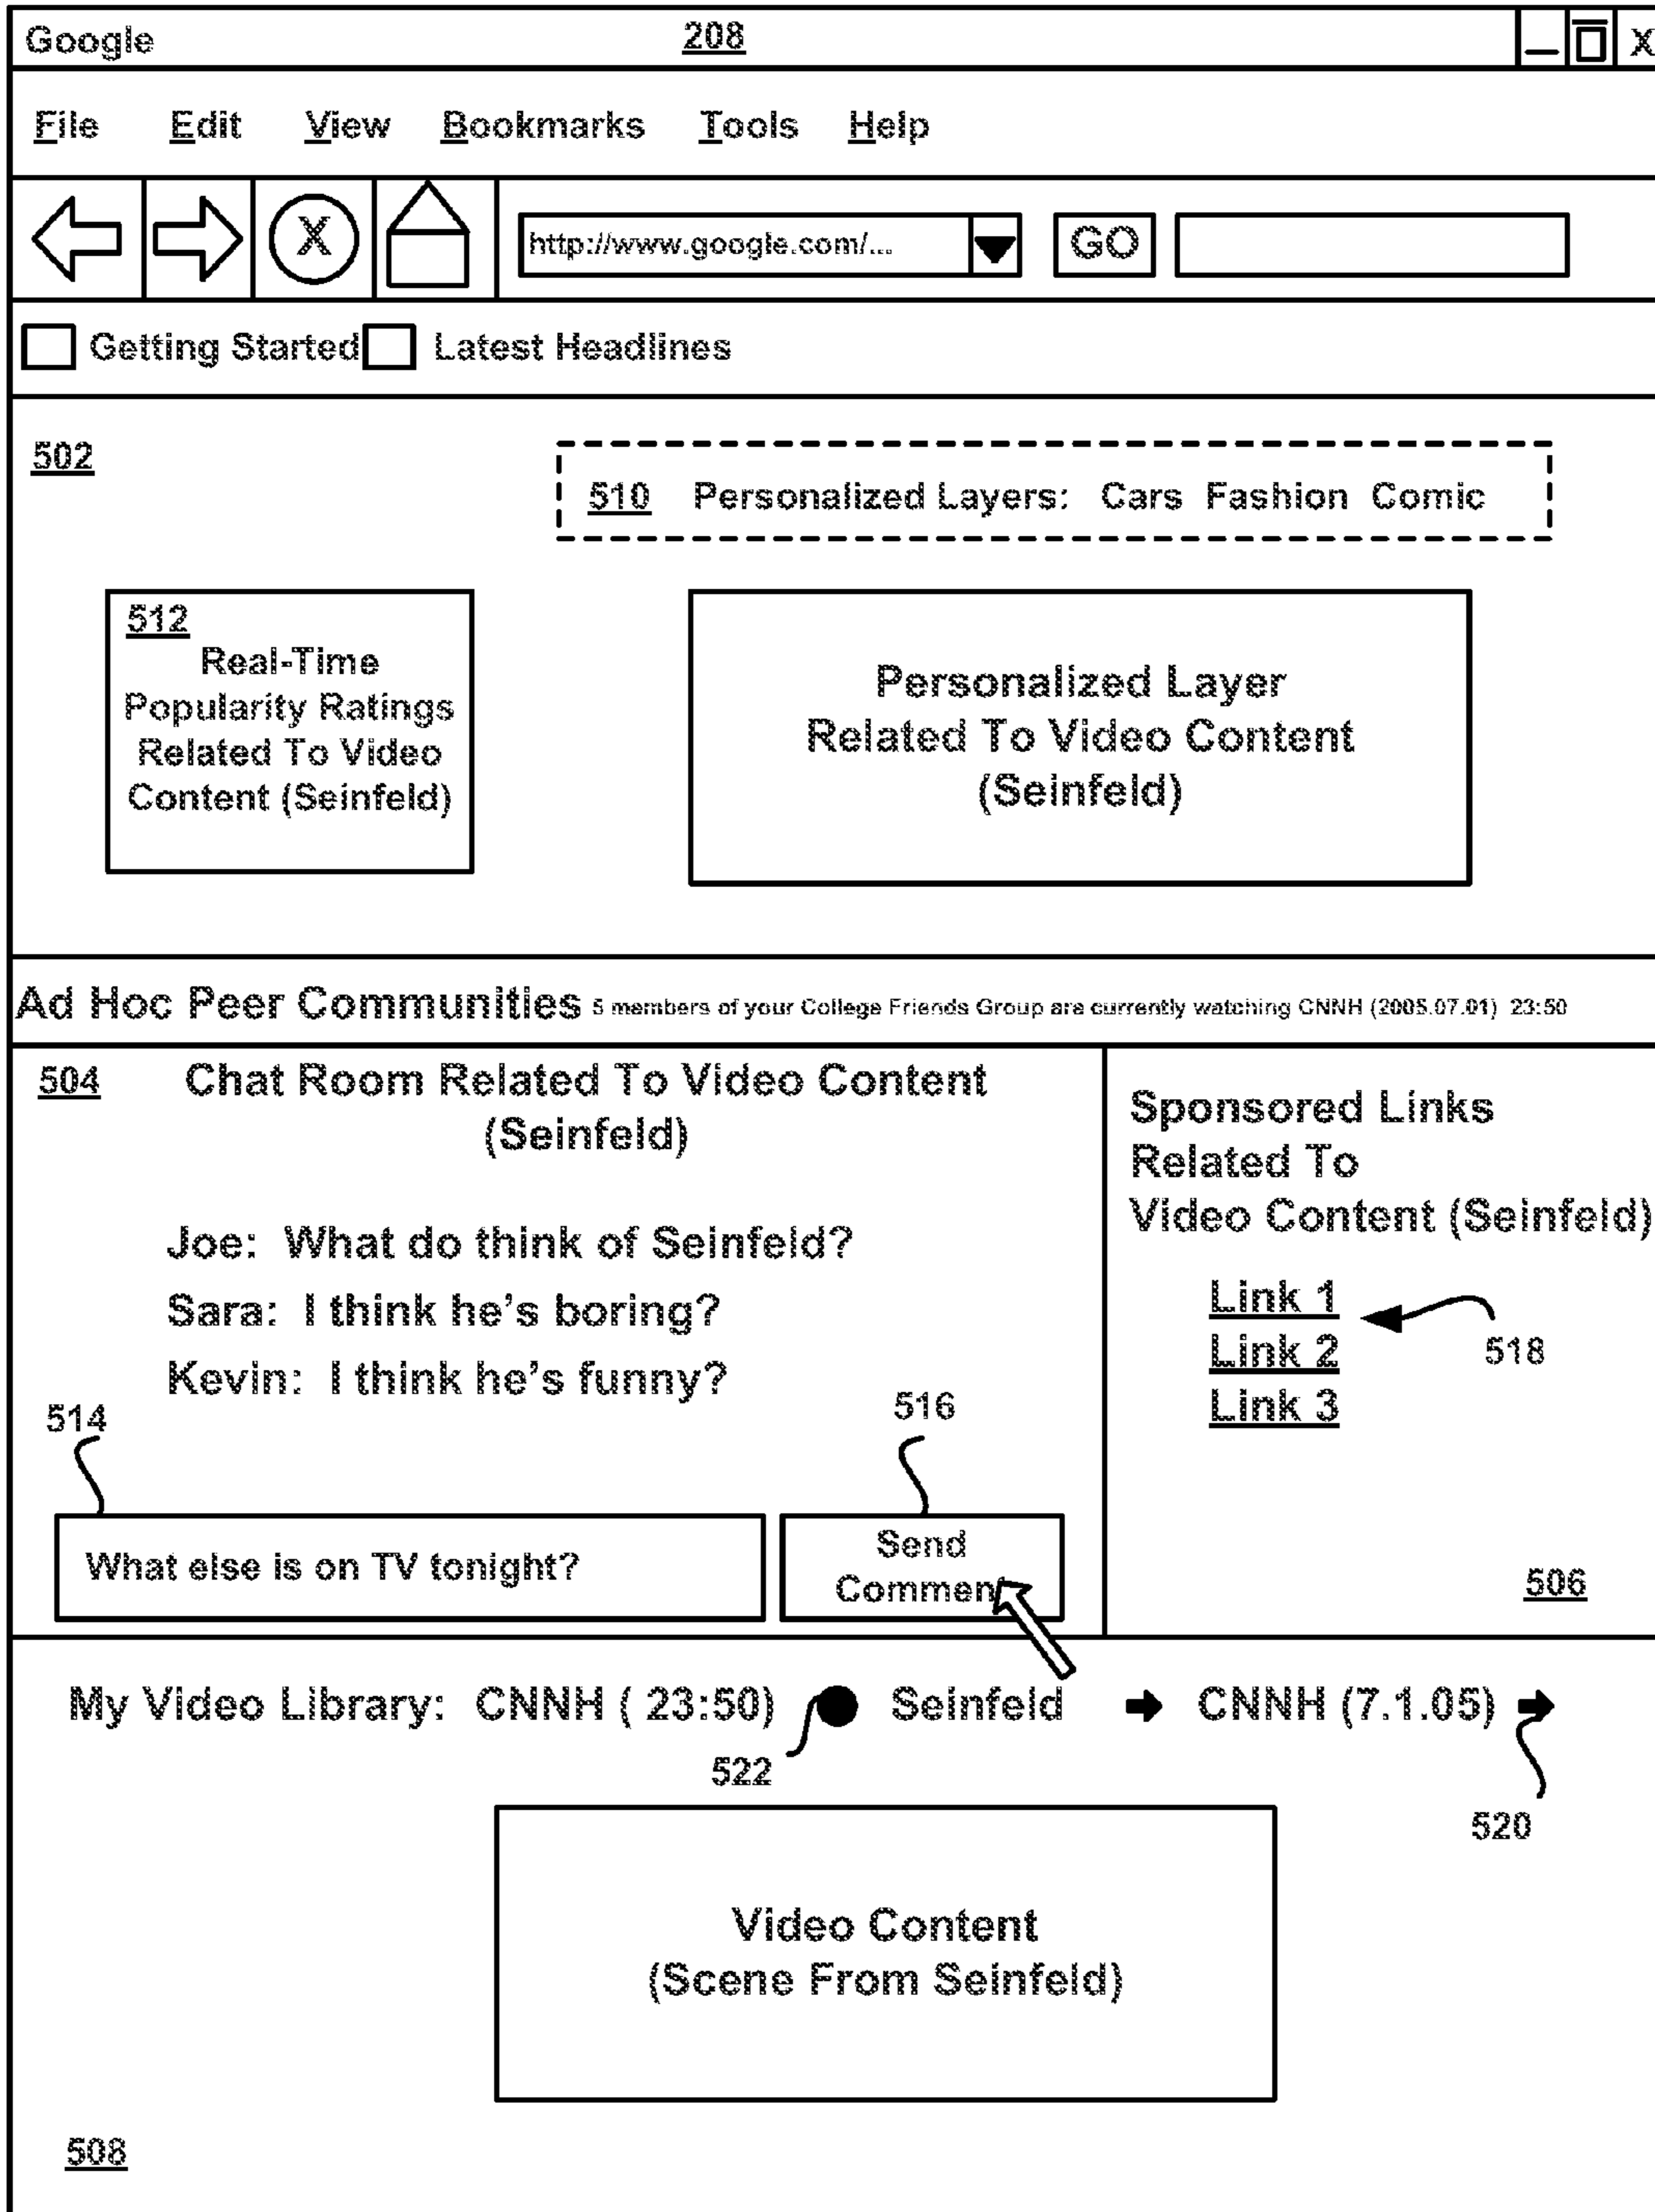 Google 208 X
File Edit View Bookmarks Tools Help
X http://www.google.com/... GO
Getting Started Latest Headlines
502
510 Personalized Layers: Cars Fashion Comic
512
Real-Time
Popularity Ratings
Related To Video
Content (Seinfeld)
Personalized Layer
Related To Video Content
(Seinfeld)
Ad Hoc Peer Communities 5 members of your College Friends Group are currently watching CNNH (2005.07.01) 23:50
504 Chat Room Related To Video Content
(Seinfeld)
Joe: What do think of Seinfeld?
Sara: I think he's boring?
Kevin: I think he's funny?
514
516
What else is on TV tonight?
Send
Comment
Sponsored Links
Related To
Video Content (Seinfeld)
Link 1
Link 2
Link 3
518
506
My Video Library: CNNH ( 23:50) Seinfeld CNNH (7.1.05)
522
520
Video Content
(Scene From Seinfeld)
508